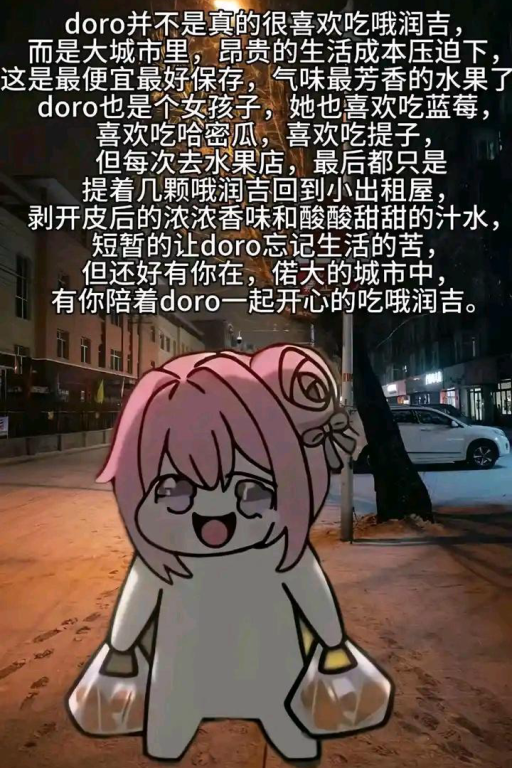 doro并不是真的很喜欢吃哦润吉，
而是大城市里，昂贵的生活成本压迫下，
这是最便宜最好保存，气味最芳香的水果了
doro也是个女孩子，她也喜欢吃蓝莓，
喜欢吃哈密瓜，喜欢吃提子，
但每次去水果店，最后都只是
提着几颗哦润吉回到小出租屋，
剥开皮后的浓浓香味和酸酸甜甜的汁水，
短暂的让doro忘记生活的苦，
但还好有你在，偌大的城市中，
有你陪着doro一起开心的吃哦润吉。